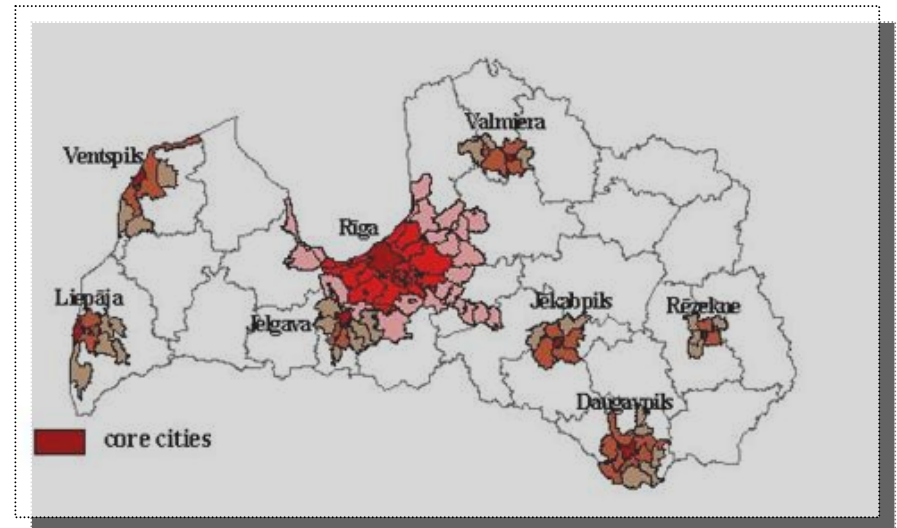 Valmiera
Ventspils
Rīga
Liepāja
Jelgava
Jēkabpils
Rēzekne
Daugavpils
core cities